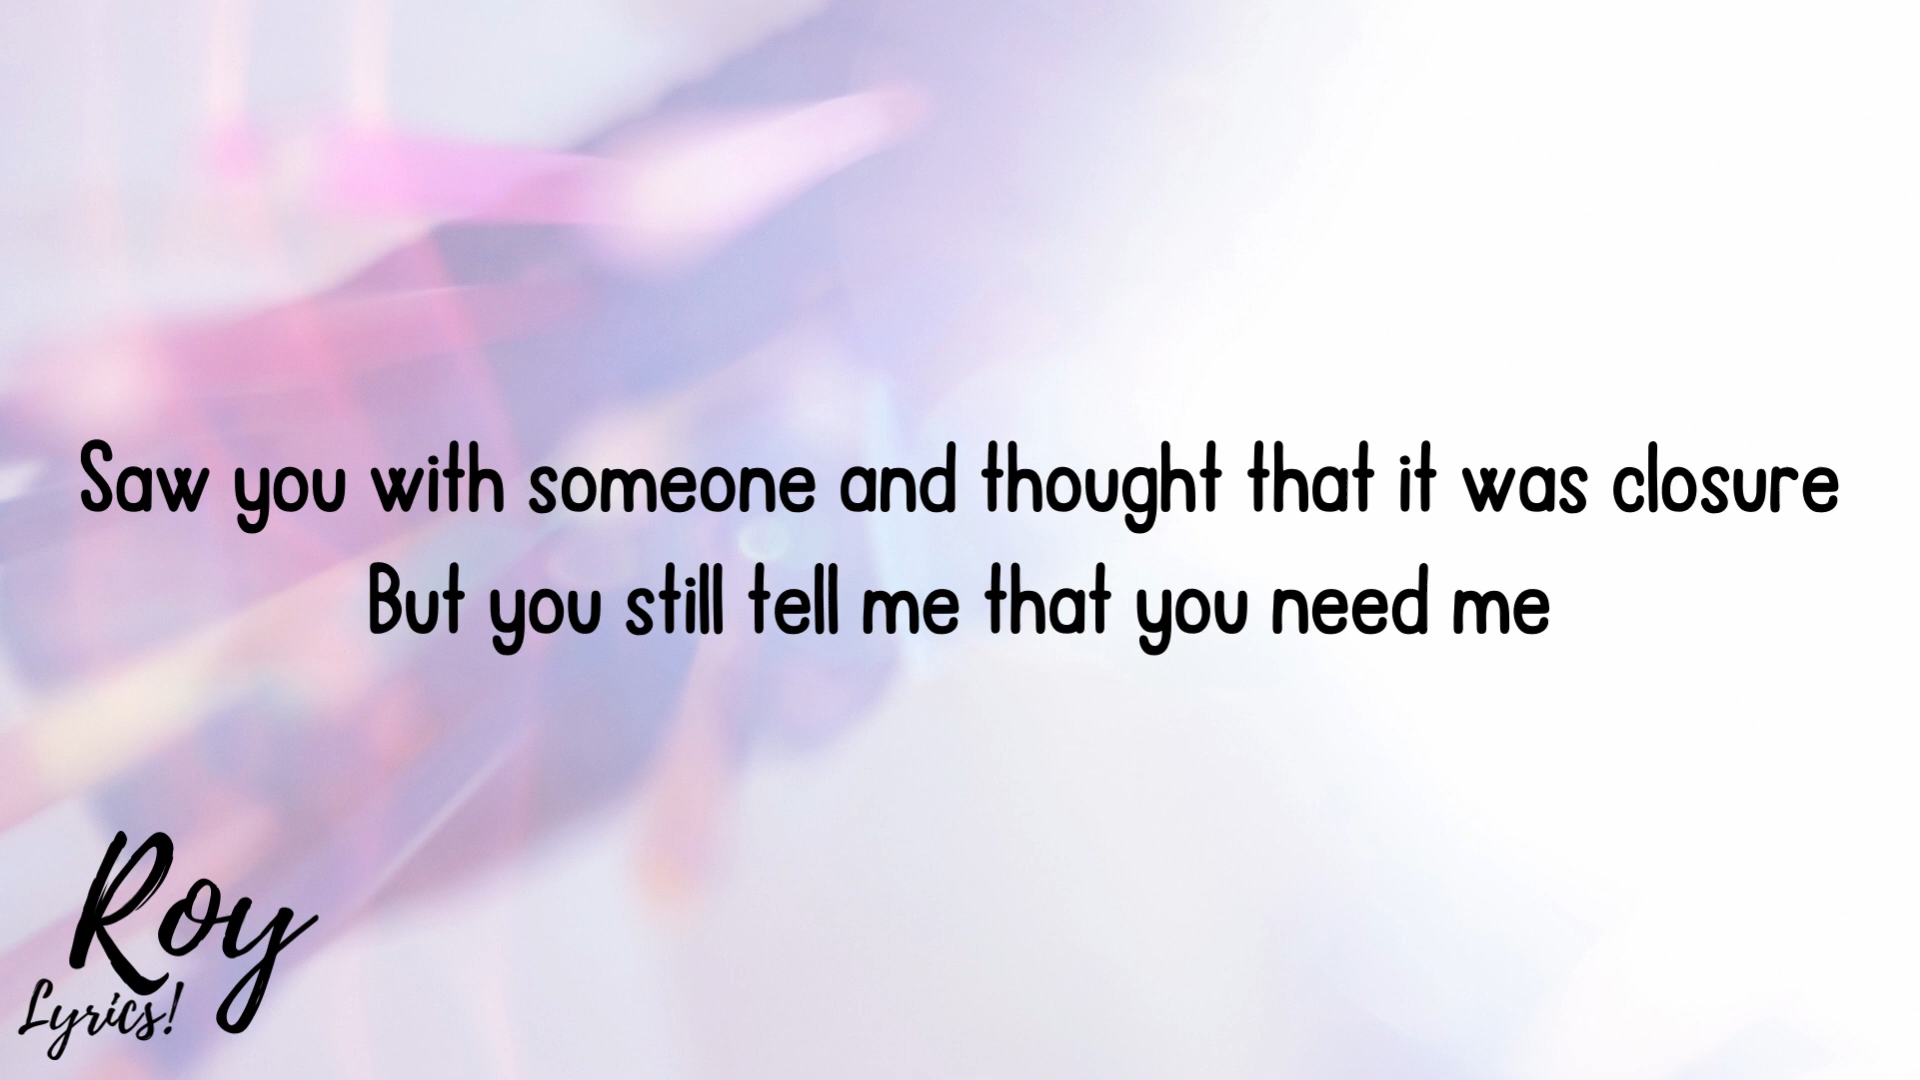 Saw you with someone and thought that it was closure
But you still tell me that you need me
Roy
Lyrics!